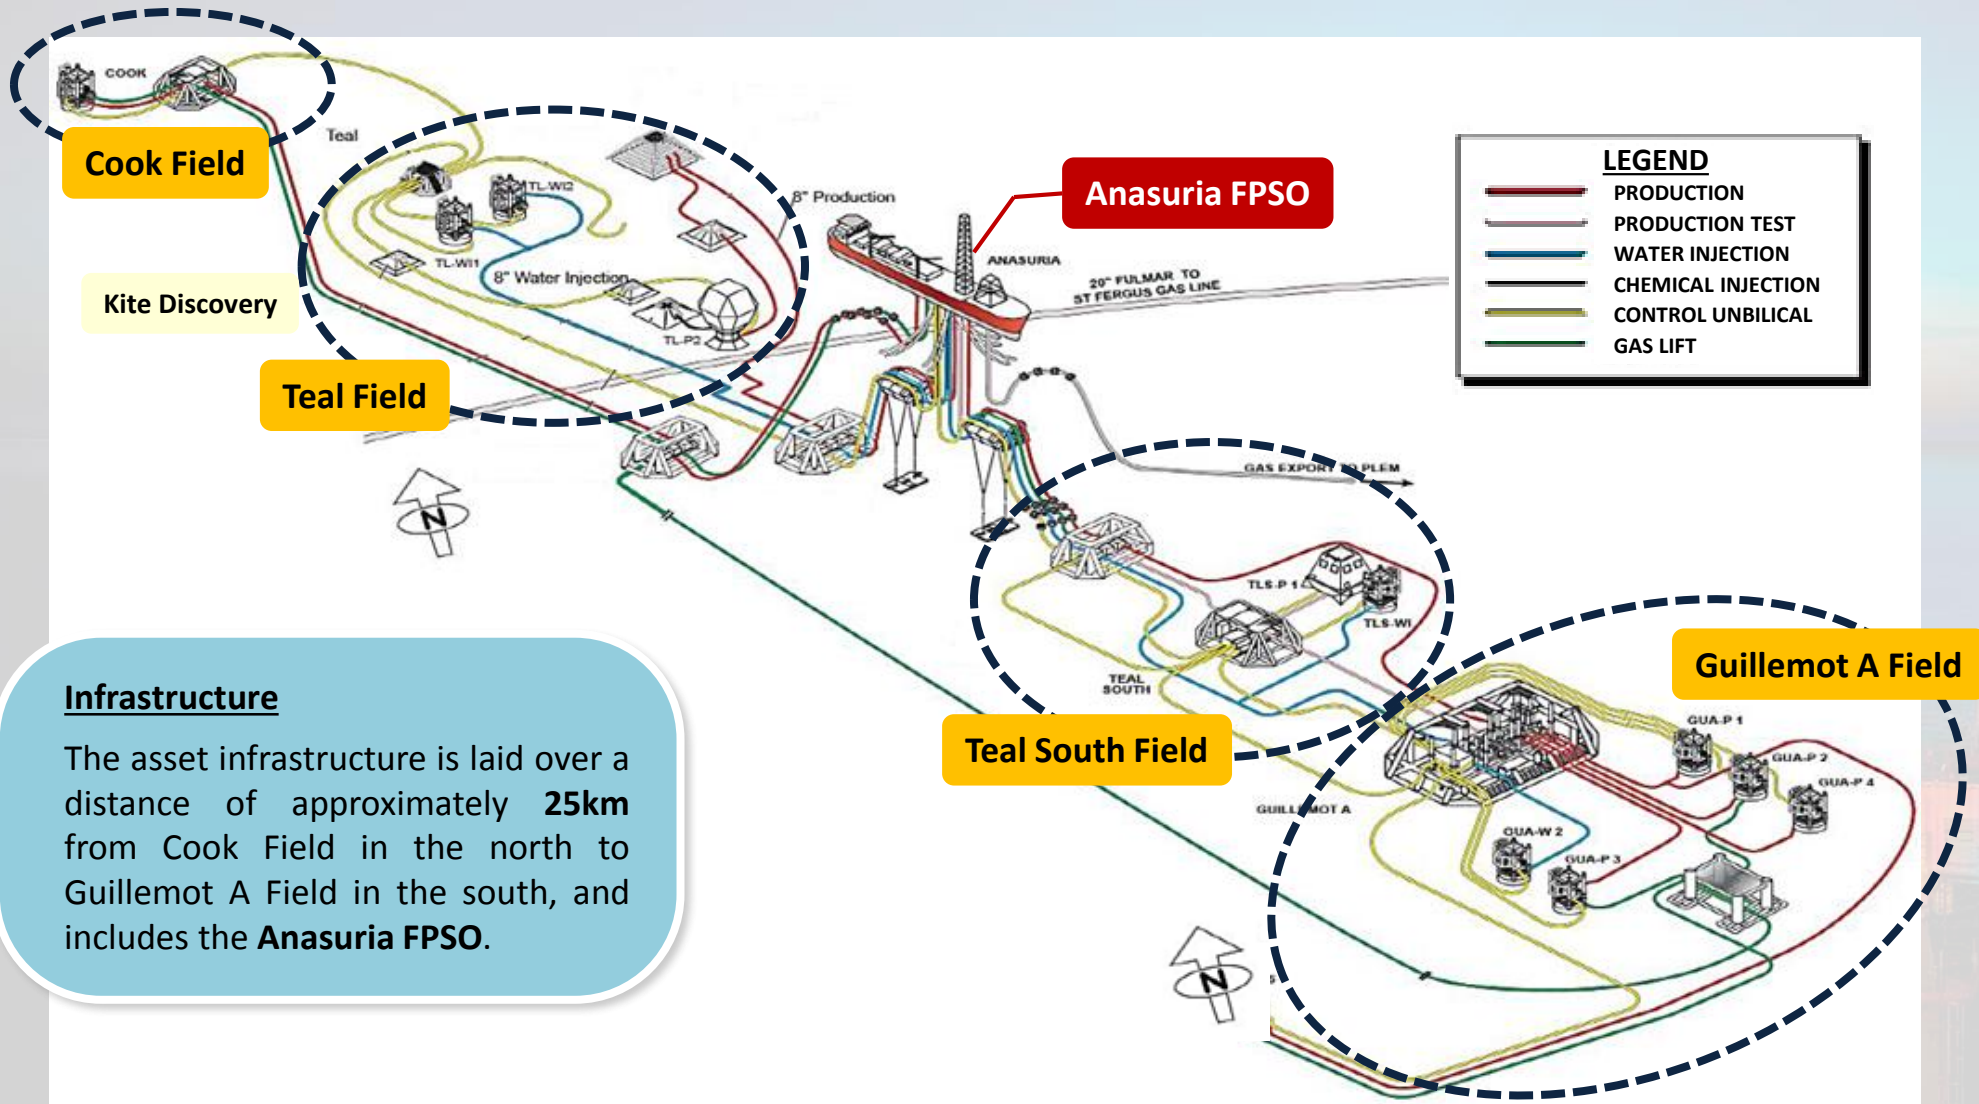 COOK
Cook Field
Teal
TL-WI2
TL-WI1
8" Production
8" Water Injection
TL-P2
Kite Discovery
Teal Field
Anasuria FPSO
ANASURIA
20" FULMAR TO
ST FERGUS GAS LINE
LEGEND
PRODUCTION
PRODUCTION TEST
WATER INJECTION
CHEMICAL INJECTION
CONTROL UNBILICAL
GAS LIFT
N
GAS EXPORT TO PLEM
TLS-P 1
TLS-WI
TEAL
SOUTH
Teal South Field
Guillemot A Field
GUA-P 1
GUA-P 2
GUA-P 4
GUILLEMOT A
GUA-W 2
GUA-P 3
N
Infrastructure
The asset infrastructure is laid over a
distance of approximately 25km
from Cook Field in the north to
Guillemot A Field in the south, and
includes the Anasuria FPSO.